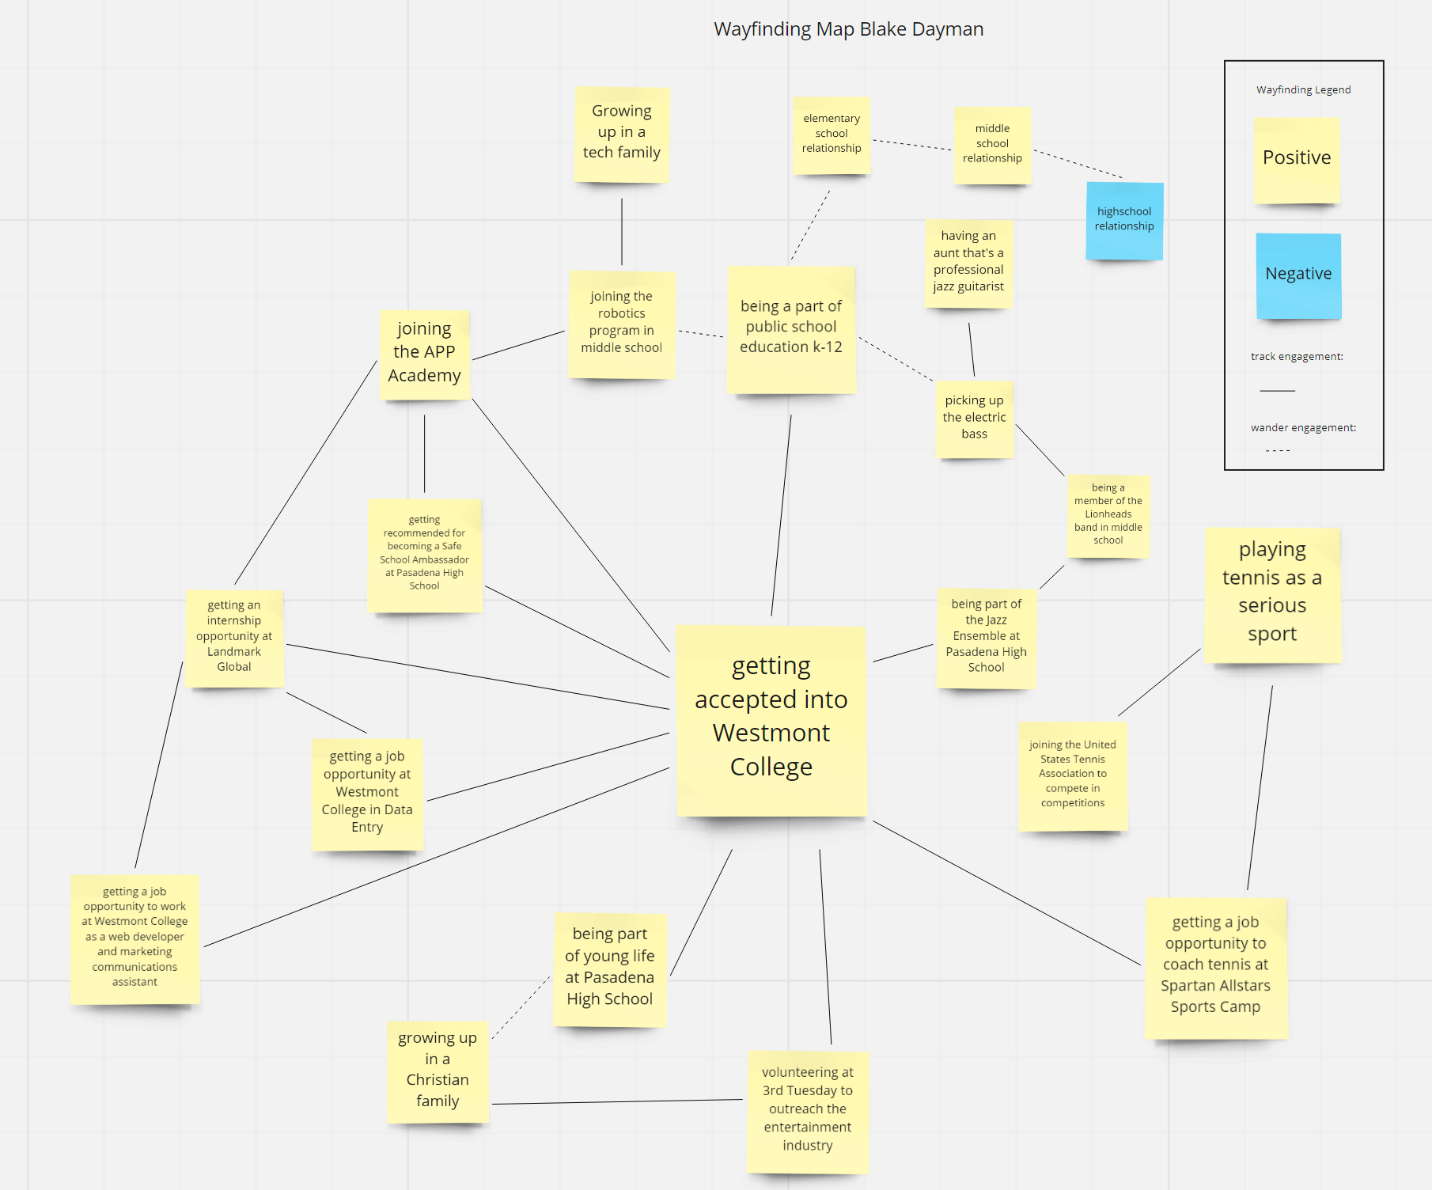 Wayfinding Map Blake Dayman
Growing
up in a
tech family
elementary
school
relationship
middle
school
relationship
highschool
relationship
Wayfinding Legend
Positive
Negative
track engagement:
wander engagement:
having an
aunt that's a
professional
jazz guitarist
joining the
robotics
program in
middle school
being a part of
public school
education k-12
joining
the APP
Academy
picking up
the electric
bass
being a
member of the
Lionheads
band in middle
school
getting
recommended for
becoming a Safe
School Ambassador
at Pasadena High
School
playing
tennis as a
serious
sport
getting an
internship
opportunity at
Landmark
Global
being part of
the Jazz
Ensemble at
Pasadena High
School
getting
accepted into
Westmont
College
joining the United
States Tennis
Association to
compete in
competitions
getting a job
opportunity at
Westmont
College in Data
Entry
getting a job
opportunity to work
at Westmont College
as a web developer
and marketing
communications
assistant
being part
of young life
at Pasadena
High School
getting a job
opportunity to
coach tennis at
Spartan Allstars
Sports Camp
growing up
in a
Christian
family
volunteering at
3rd Tuesday to
outreach the
entertainment
industry